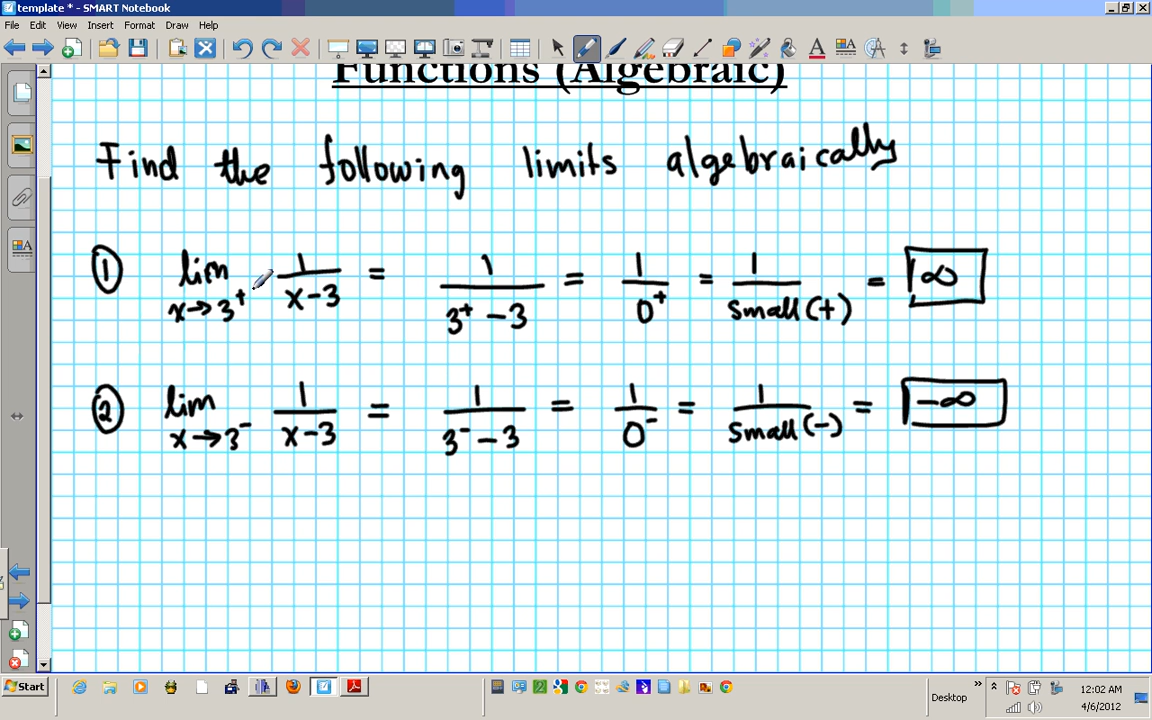 template * - SMART Notebook
File Edit View Insert Format Draw Help
Functions (Algebraic)
Find the following limits algebraically
① lim x→3⁺ 1/(x-3) = 1/(3⁺-3) = 1/0⁺ = 1/small(+) = ∞
② lim x→3⁻ 1/(x-3) = 1/(3⁻-3) = 1/0⁻ = 1/small(-) = -∞
Start
Desktop
»
12:02 AM
4/6/2012